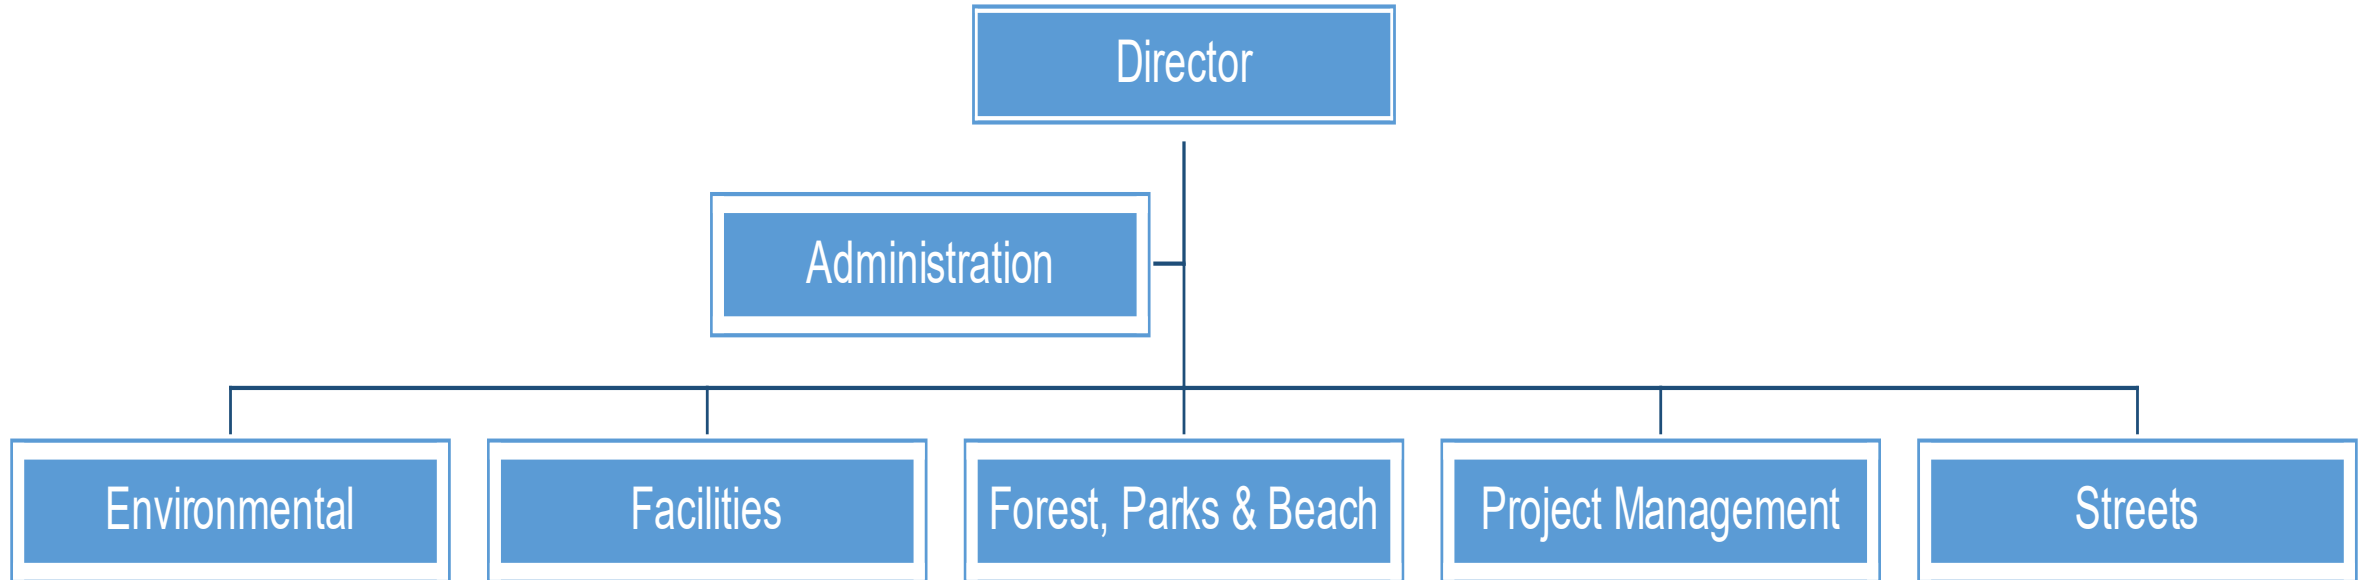 Director
Administration
Environmental
Facilities
Forest, Parks & Beach
Project Management
Streets